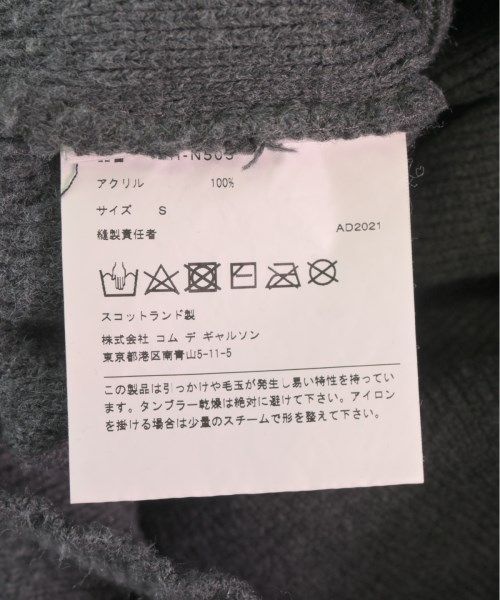 アクリル 100%
サイズ S
縫製責任者 AD2021
スコットランド製
株式会社 コム デ ギャルソン
東京都港区南青山5-11-5
この製品は引っかけや毛玉が発生し易い特性を持ってい
ます。タンブラー乾燥は絶対に避けて下さい。アイロン
を掛ける場合は少量のスチームで形を整えて下さい。